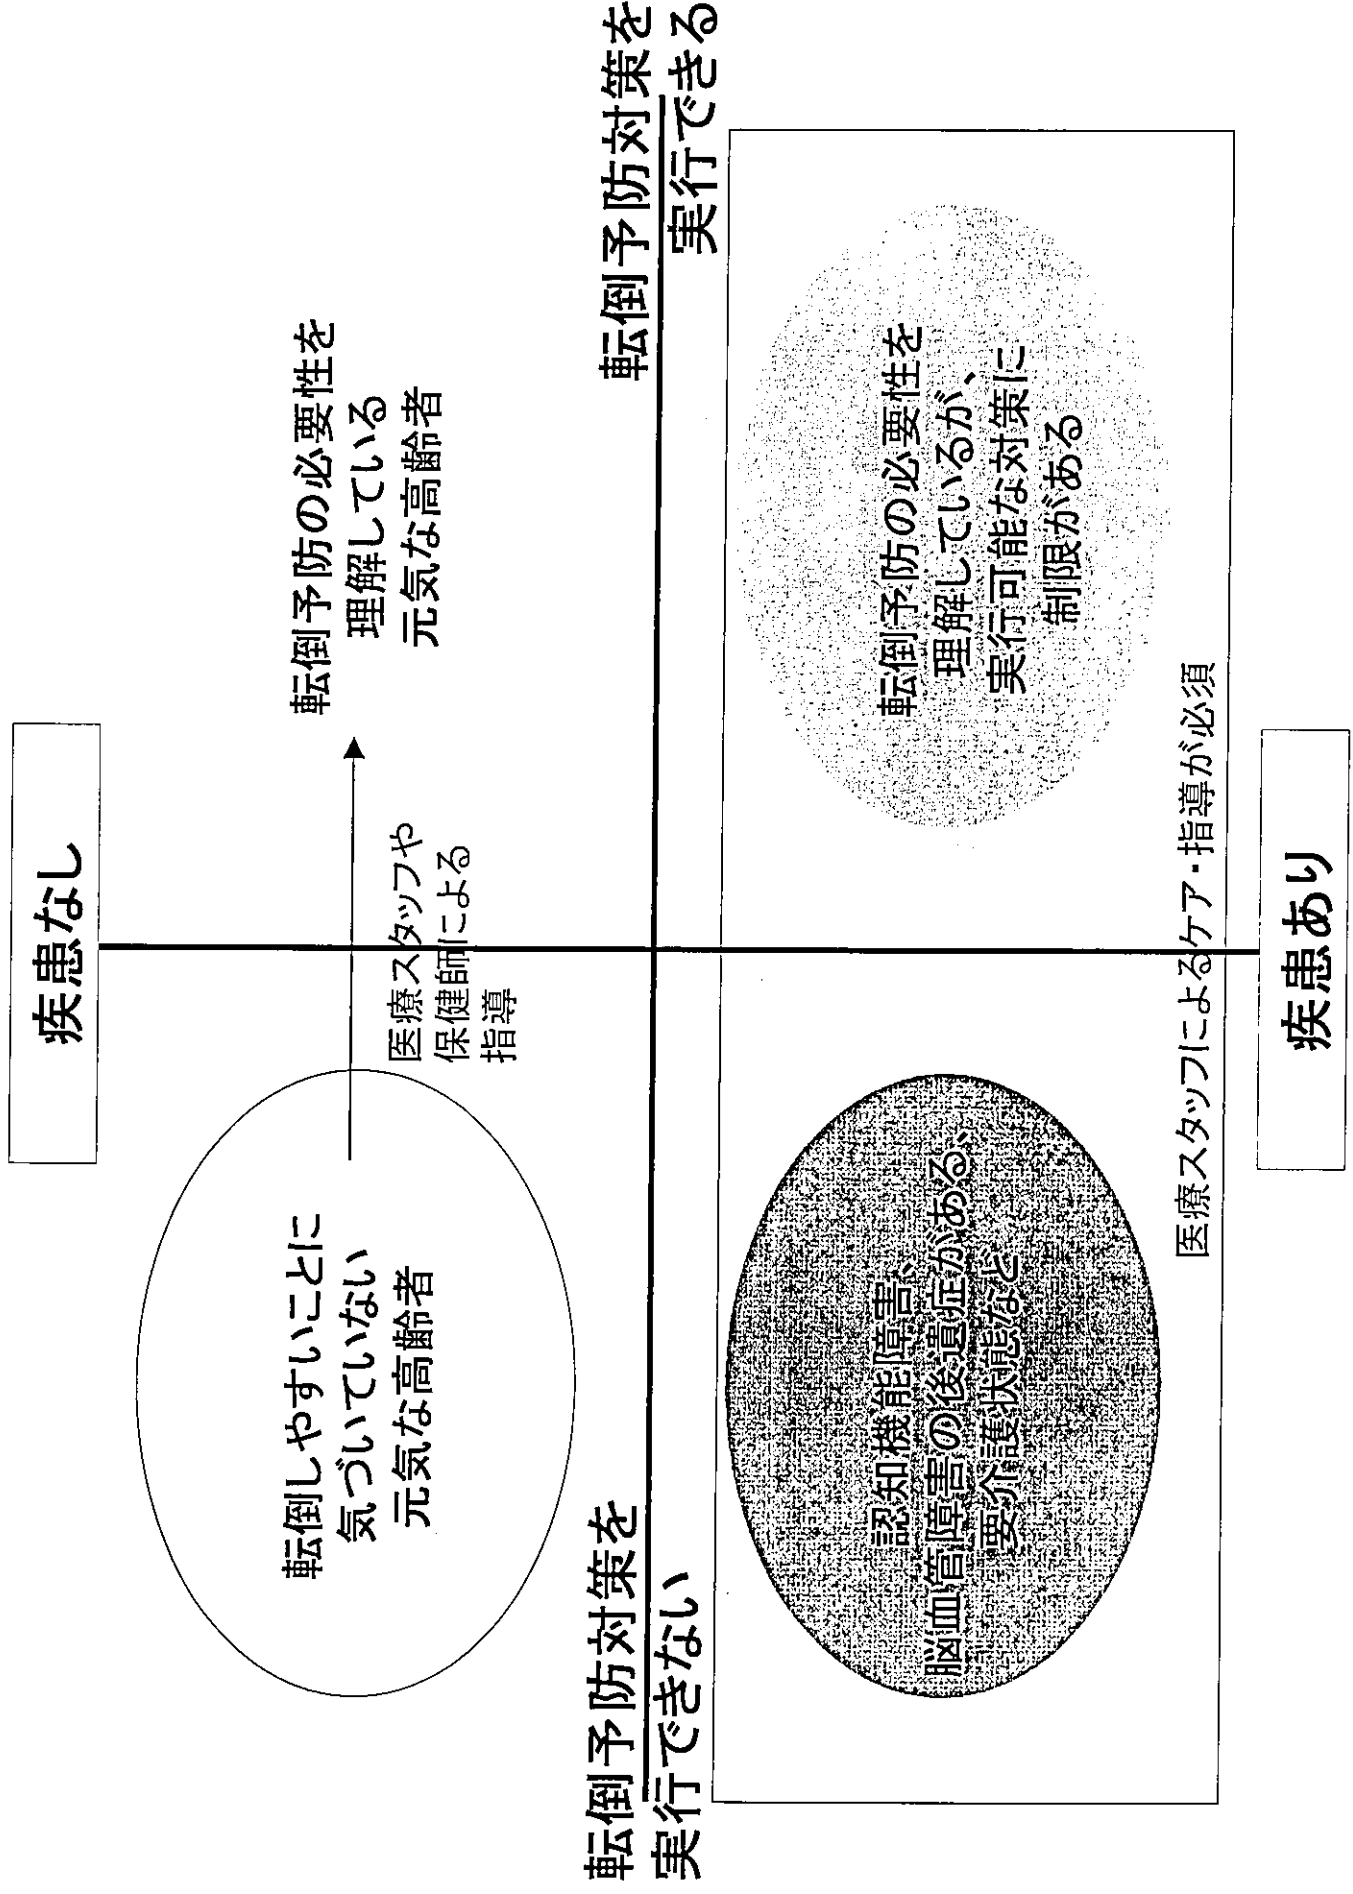 疾患なし
転倒しやすいことに
気づいていない
元気な高齢者
医療スタッフや
保健師による
指導
転倒予防の必要性を
理解している
元気な高齢者
転倒予防対策を
実行できない
転倒予防対策を
実行できる
認知機能障害、
脳血管障害の後遺症がある、
要介護状態など
転倒予防の必要性を
理解しているが、
実行可能な対策に
制限がある
医療スタッフによるケア・指導が必須
疾患あり